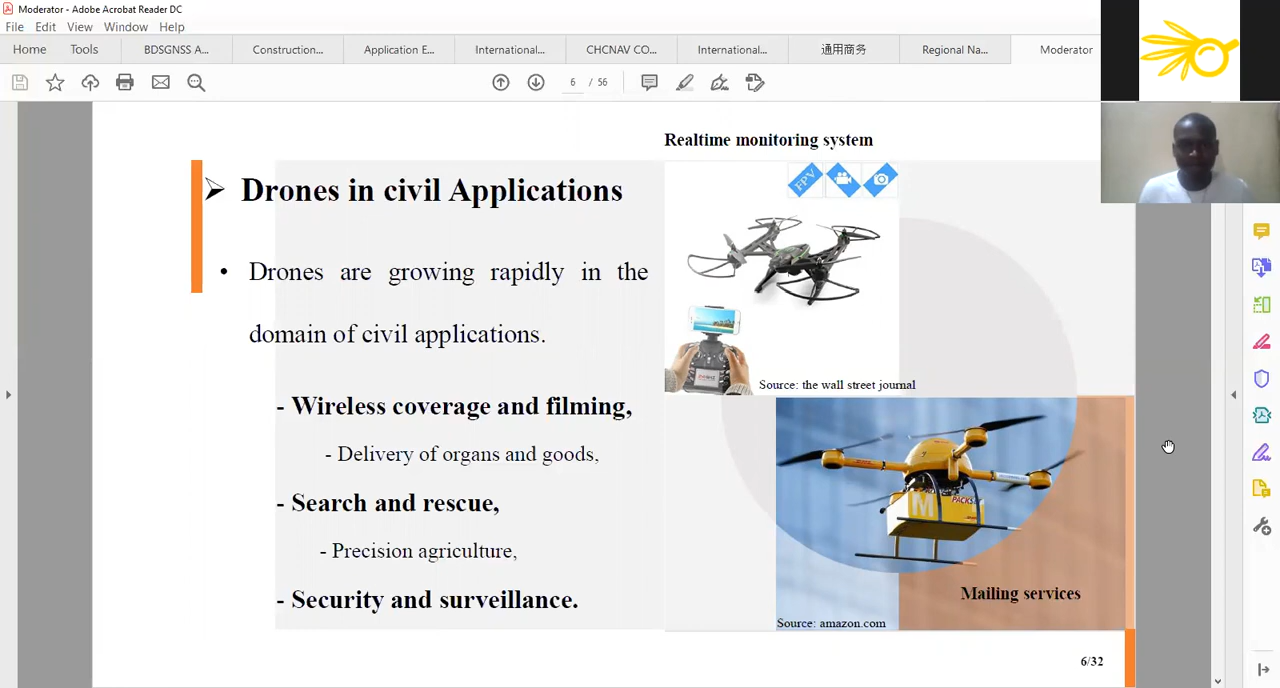 Moderator - Adobe Acrobat Reader DC
File Edit View Window Help
Home Tools BDSGNSS A... Construction... Application E... International... CHCNAV CO... International... 通用商务 Regional Na... Moderator
6 / 56
Realtime monitoring system
FPV
➢ Drones in civil Applications
• Drones are growing rapidly in the
domain of civil applications.
Source: the wall street journal
- Wireless coverage and filming,
- Delivery of organs and goods,
- Search and rescue,
M PACKS
- Precision agriculture,
- Security and surveillance.
Mailing services
Source: amazon.com
6/32